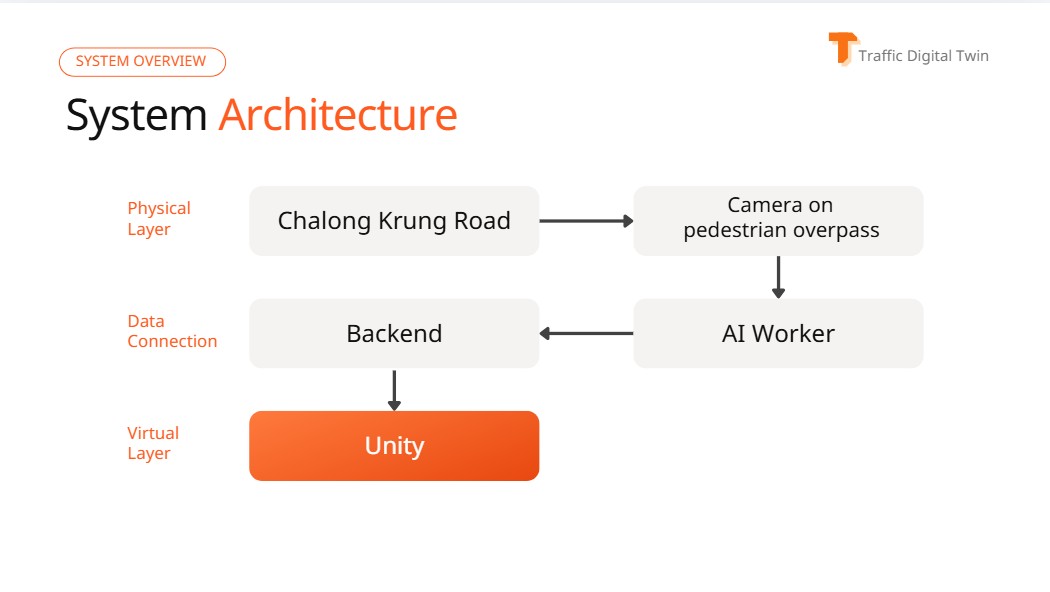 SYSTEM OVERVIEW
Traffic Digital Twin
System Architecture
Physical
Layer
Chalong Krung Road
Camera on
pedestrian overpass
Data
Connection
Backend
AI Worker
Virtual
Layer
Unity